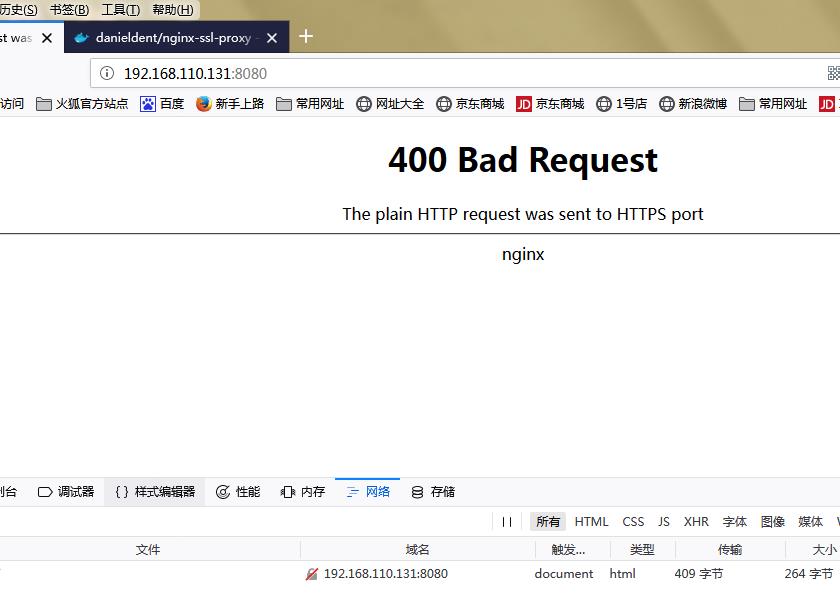 历史(S) 书签(B) 工具(T) 帮助(H)
st was danieldent/nginx-ssl-proxy -
192.168.110.131:8080
访问 火狐官方站点 百度 新手上路 常用网址 网址大全 京东商城 JD 京东商城 1号店 新浪微博 常用网址 JD
400 Bad Request
The plain HTTP request was sent to HTTPS port
nginx
制台 调试器 {} 样式编辑器 性能 内存 网络 存储
所有 HTML CSS JS XHR 字体 图像 媒体 W
文件 域名 触发... 类型 传输 大小
192.168.110.131:8080 document html 409 字节 264 字节